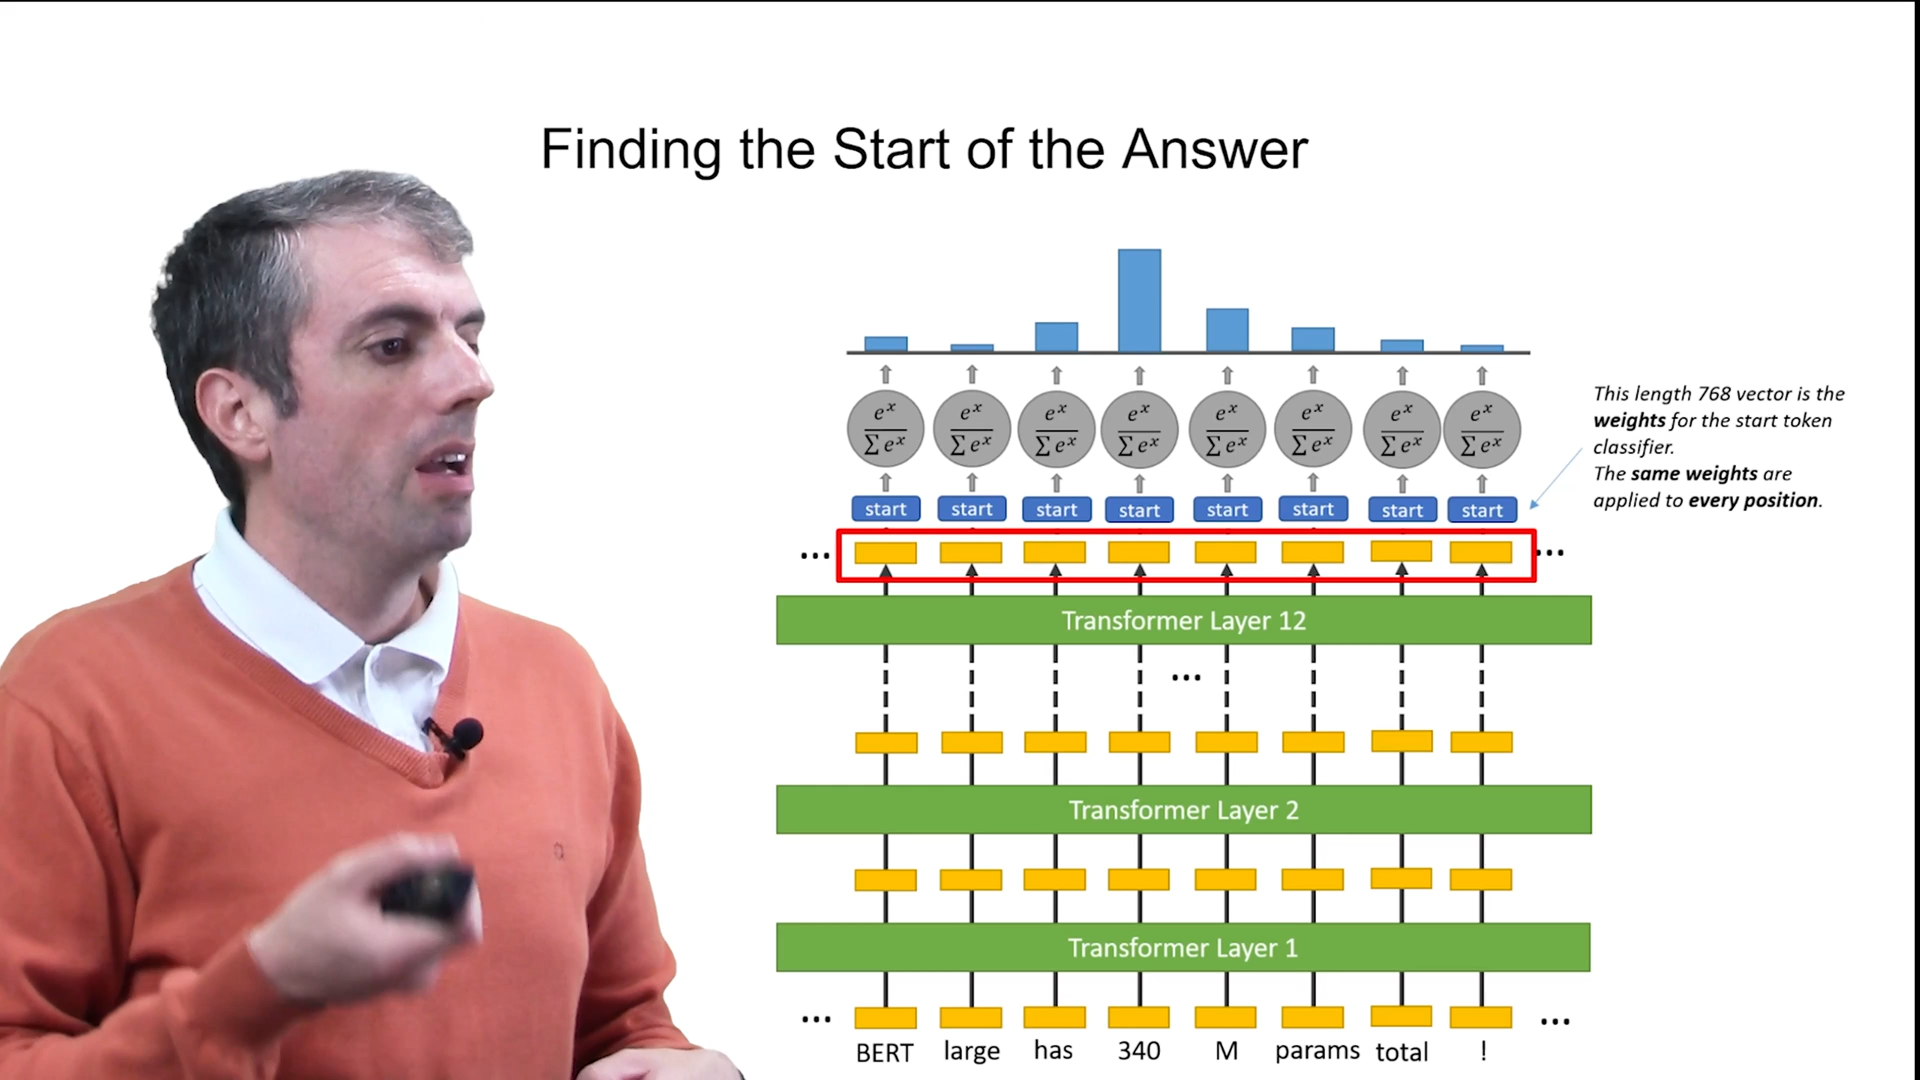 Finding the Start of the Answer
e^x e^x e^x e^x e^x e^x e^x e^x
∑ e^x ∑ e^x ∑ e^x ∑ e^x ∑ e^x ∑ e^x ∑ e^x ∑ e^x
This length 768 vector is the
weights for the start token
classifier.
The same weights are
applied to every position.
start start start start start start start start
... ...
Transformer Layer 12
...
Transformer Layer 2
Transformer Layer 1
... ...
BERT large has 340 M params total !